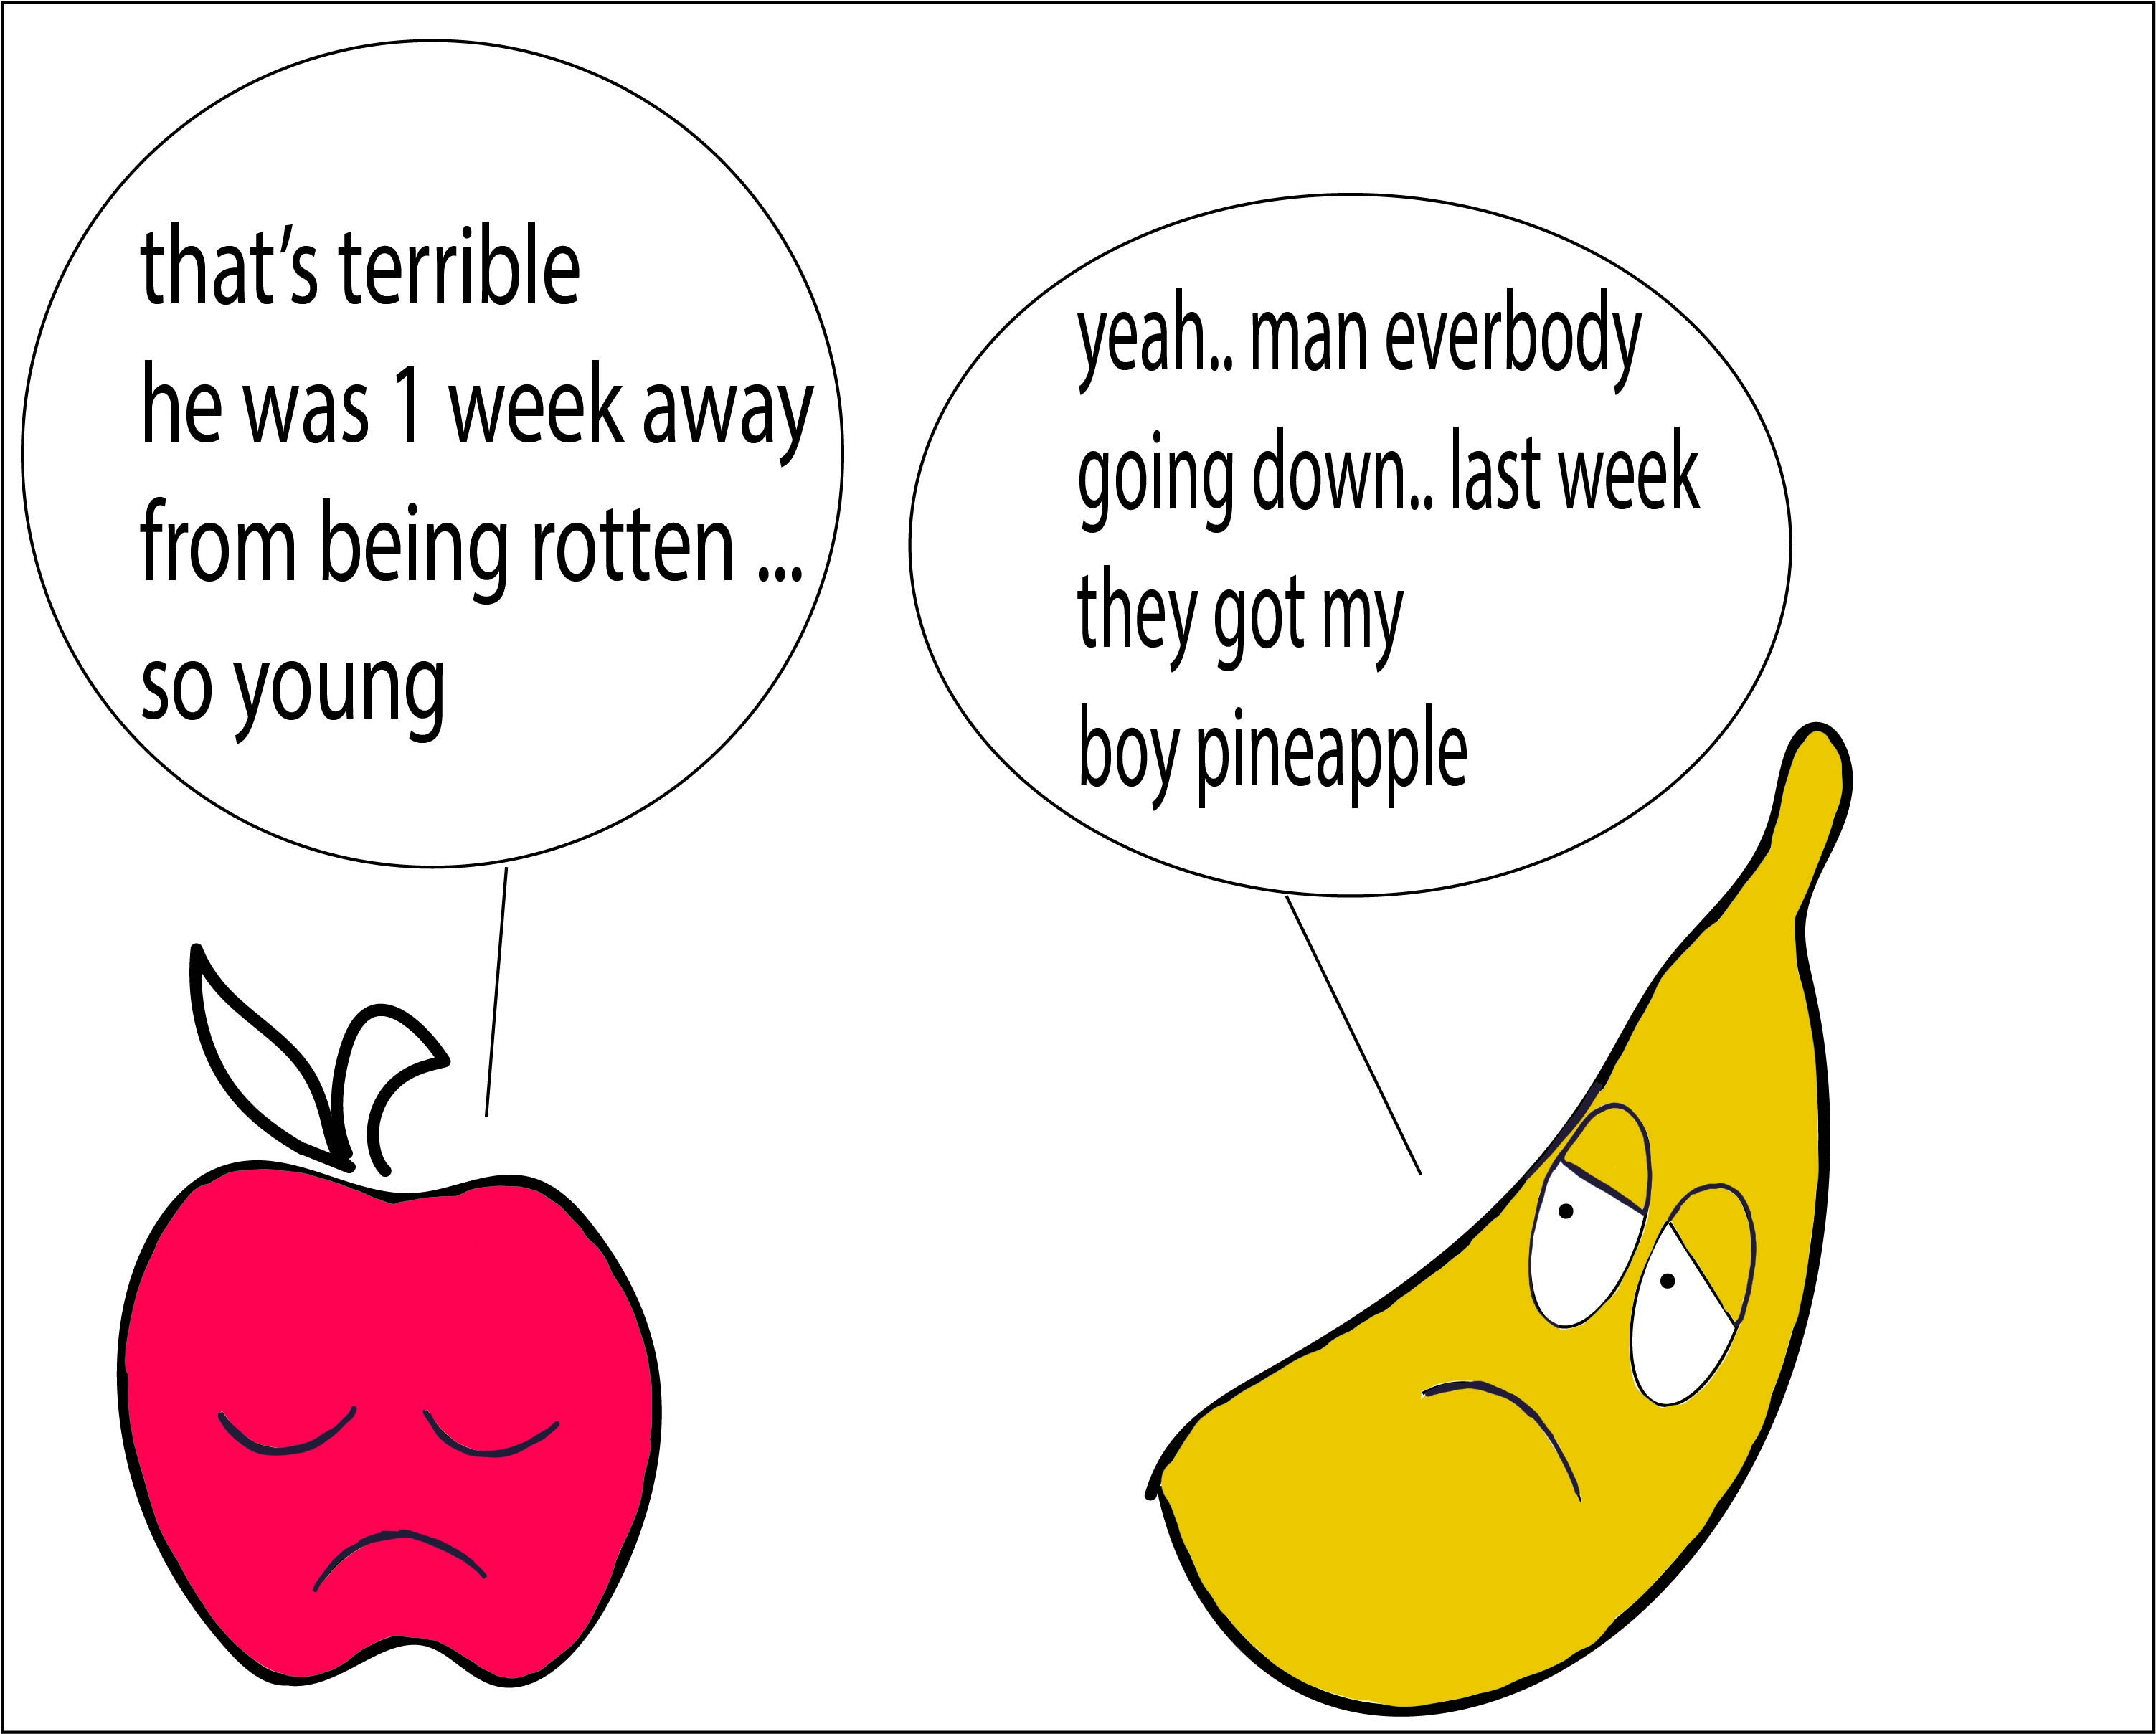 that’s terrible
he was 1 week away
from being rotten ...
so young
yeah.. man everbody
going down.. last week
they got my
boy pineapple